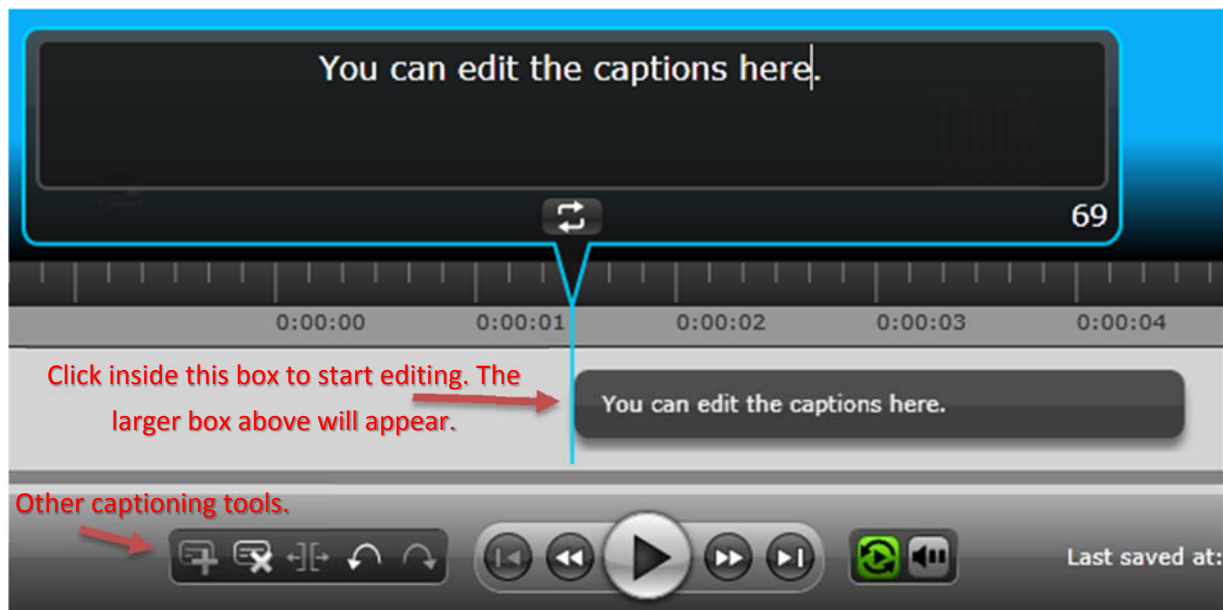 You can edit the captions here.
69
0:00:00 0:00:01 0:00:02 0:00:03 0:00:04
Click inside this box to start editing. The
larger box above will appear.
You can edit the captions here.
Other captioning tools.
Last saved at: